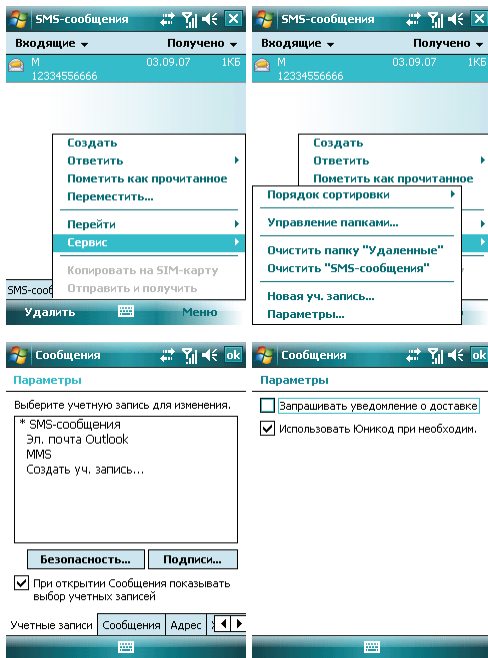 SMS-сообщения
Входящие Получено
М 03.09.07 1КБ
12334556666
Создать
Ответить
Пометить как прочитанное
Переместить...
Перейти
Сервис
Копировать на SIM-карту
Отправить и получить
SMS-сооб
Удалить Меню
SMS-сообщения
Входящие Получено
М 03.09.07 1КБ
12334556666
Создать
Ответить
Пометить как прочитанное
Порядок сортировки
Управление папками...
Очистить папку "Удаленные"
Очистить "SMS-сообщения"
Новая уч. запись...
Параметры...
Сообщения ok
Параметры
Выберите учетную запись для изменения.
* SMS-сообщения
Эл. почта Outlook
MMS
Создать уч. запись...
Безопасность... Подписи...
При открытии Сообщения показывать
выбор учетных записей
Учетные записи Сообщения Адрес
Сообщения ok
Параметры
Запрашивать уведомление о доставке
Использовать Юникод при необходим.